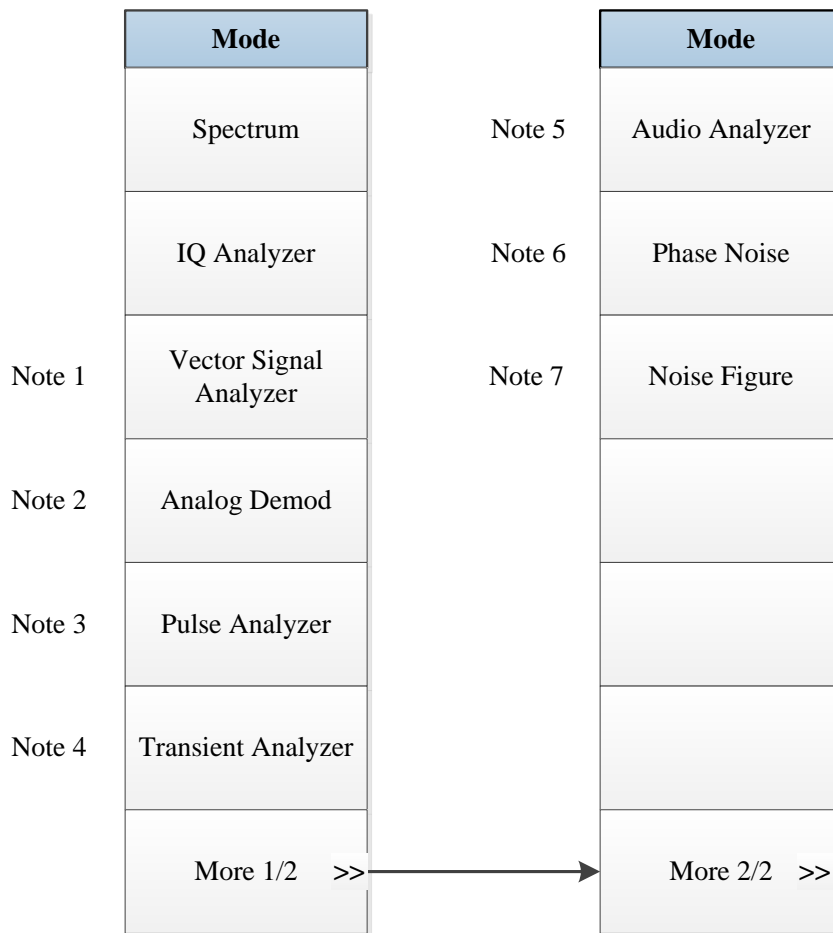 Mode
Spectrum
IQ Analyzer
Note 1
Vector Signal
Analyzer
Note 2
Analog Demod
Note 3
Pulse Analyzer
Note 4
Transient Analyzer
More 1/2 >>
Mode
Note 5
Audio Analyzer
Note 6
Phase Noise
Note 7
Noise Figure
More 2/2 >>